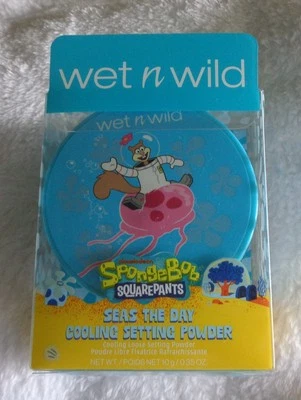 wet n wild
wet n wild
nickelodeon
SpongeBob
SQUAREPANTS
SEAS THE DAY
COOLING SETTING POWDER
Cooling Loose Setting Powder
Poudre Libre Fixatrice Rafraîchissante
NET WT./POIDS NET 10 g / 0.35 OZ.